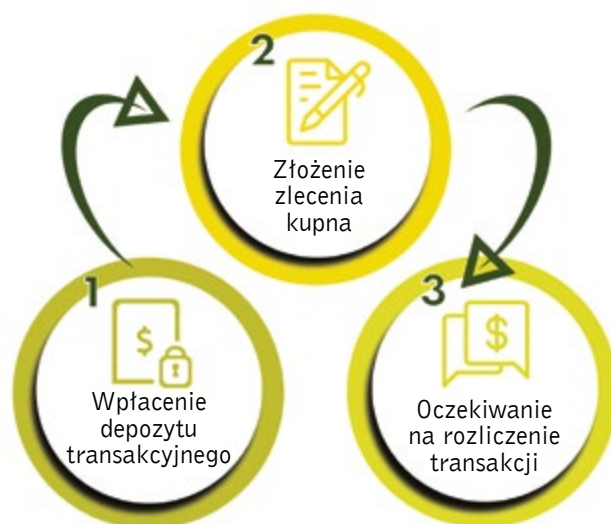 1
$
Wpłacenie
depozytu
transakcyjnego
2
Złożenie
zlecenia
kupna
3
$
Oczekiwanie
na rozliczenie
transakcji